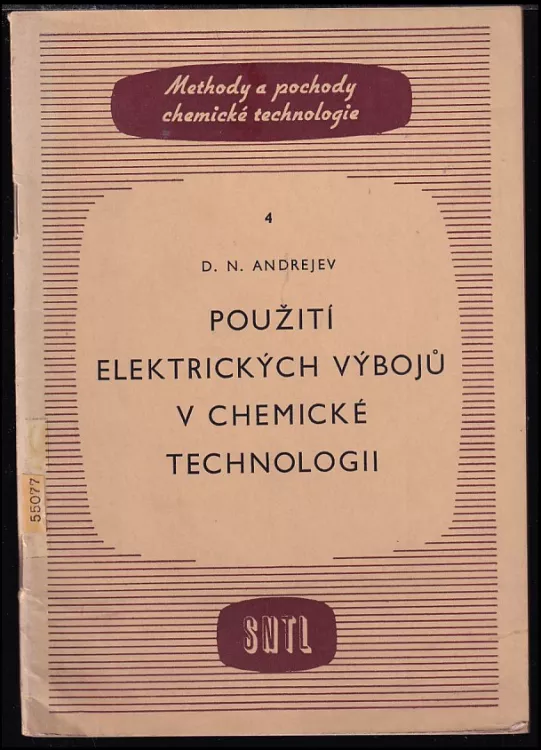 Methody a pochody
chemické technologie
4
D. N. ANDREJEV
POUŽITÍ
ELEKTRICKÝCH VÝBOJŮ
V CHEMICKÉ
TECHNOLOGII
55077
SNTL